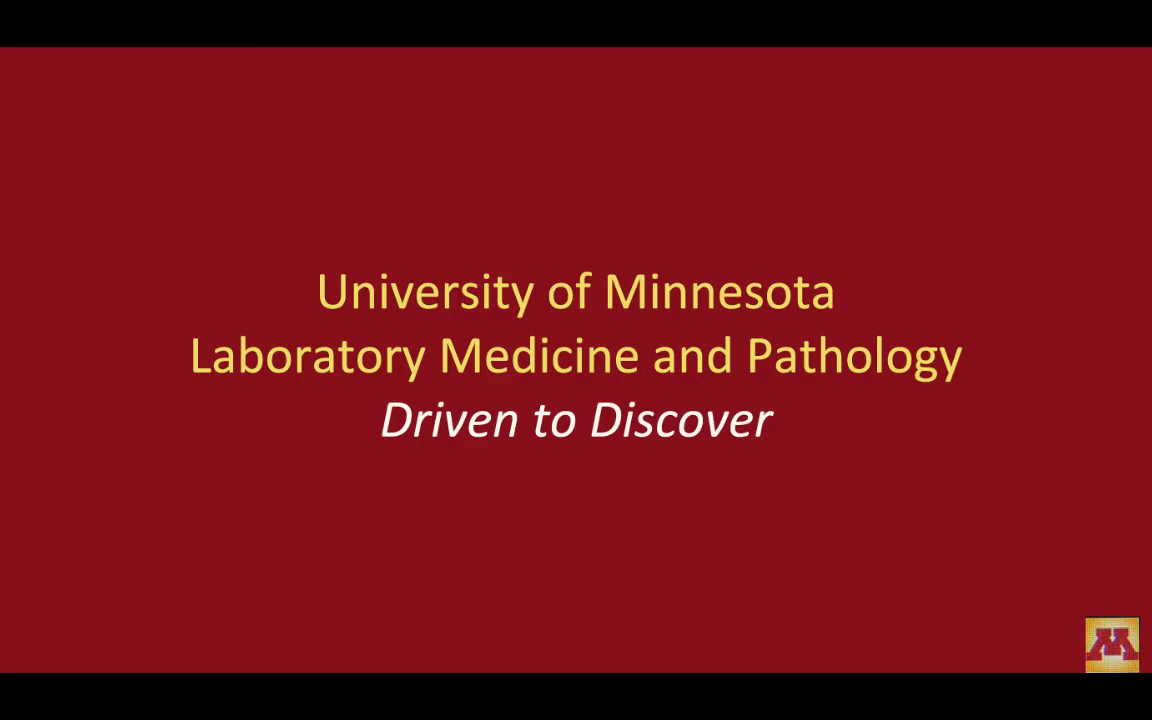 University of Minnesota
Laboratory Medicine and Pathology
Driven to Discover
M